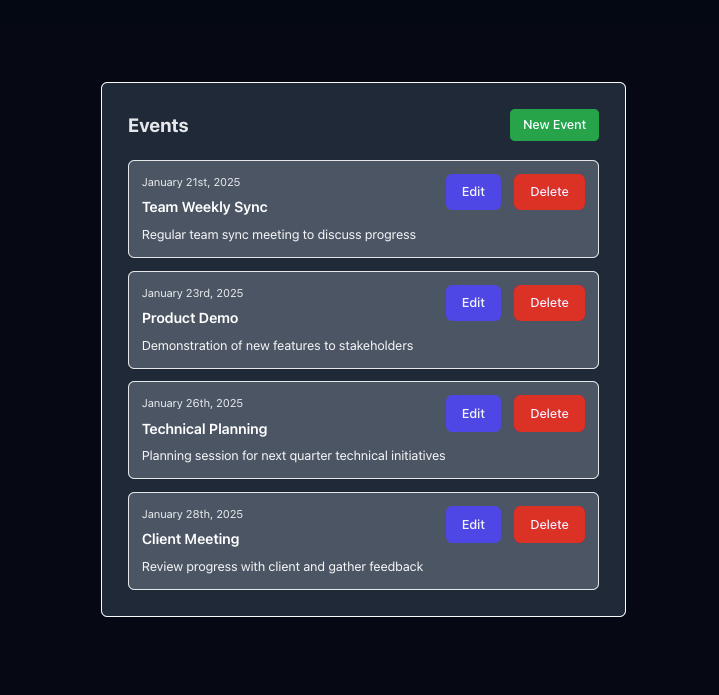 Events
New Event
January 21st, 2025
Team Weekly Sync
Regular team sync meeting to discuss progress
Edit
Delete
January 23rd, 2025
Product Demo
Demonstration of new features to stakeholders
Edit
Delete
January 26th, 2025
Technical Planning
Planning session for next quarter technical initiatives
Edit
Delete
January 28th, 2025
Client Meeting
Review progress with client and gather feedback
Edit
Delete